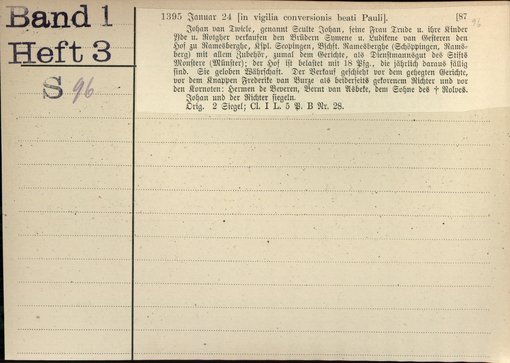 Band 1
Heft 3
S 96
1395 Januar 24 [in vigilia conversionis beati Pauli]. [87
96
Johan van Twicle, genannt Sculte Johan, seine Frau Drude u. ihre Kinder
Yde u. Rotgher verkaufen den Brüdern Symene u. Ludikene van Gesteren den
Hof zu Ramesberghe, Kspl. Scopingen, Bschft. Ramesberghe (Schöppingen, Rams-
berg) mit allem Zubehör, zumal dem Gerichte, als Dienstmannsgut des Stifts
Monstere (Münster); der Hof ist belastet mit 18 Pfg., die jährlich daraus fällig
sind. Sie geloben Währschaft. Der Verkauf geschieht vor dem gehegten Gerichte,
vor dem Knappen Frederike van Burze als beiderseits gekorenem Richter und vor
den Kornoten: Hermen de Beveren, Bernt van Asbeke, dem Sohne des † Rolves.
Johan und der Richter siegeln.
Orig. 2 Siegel; Cl. I L. 5 P. B Nr. 28.